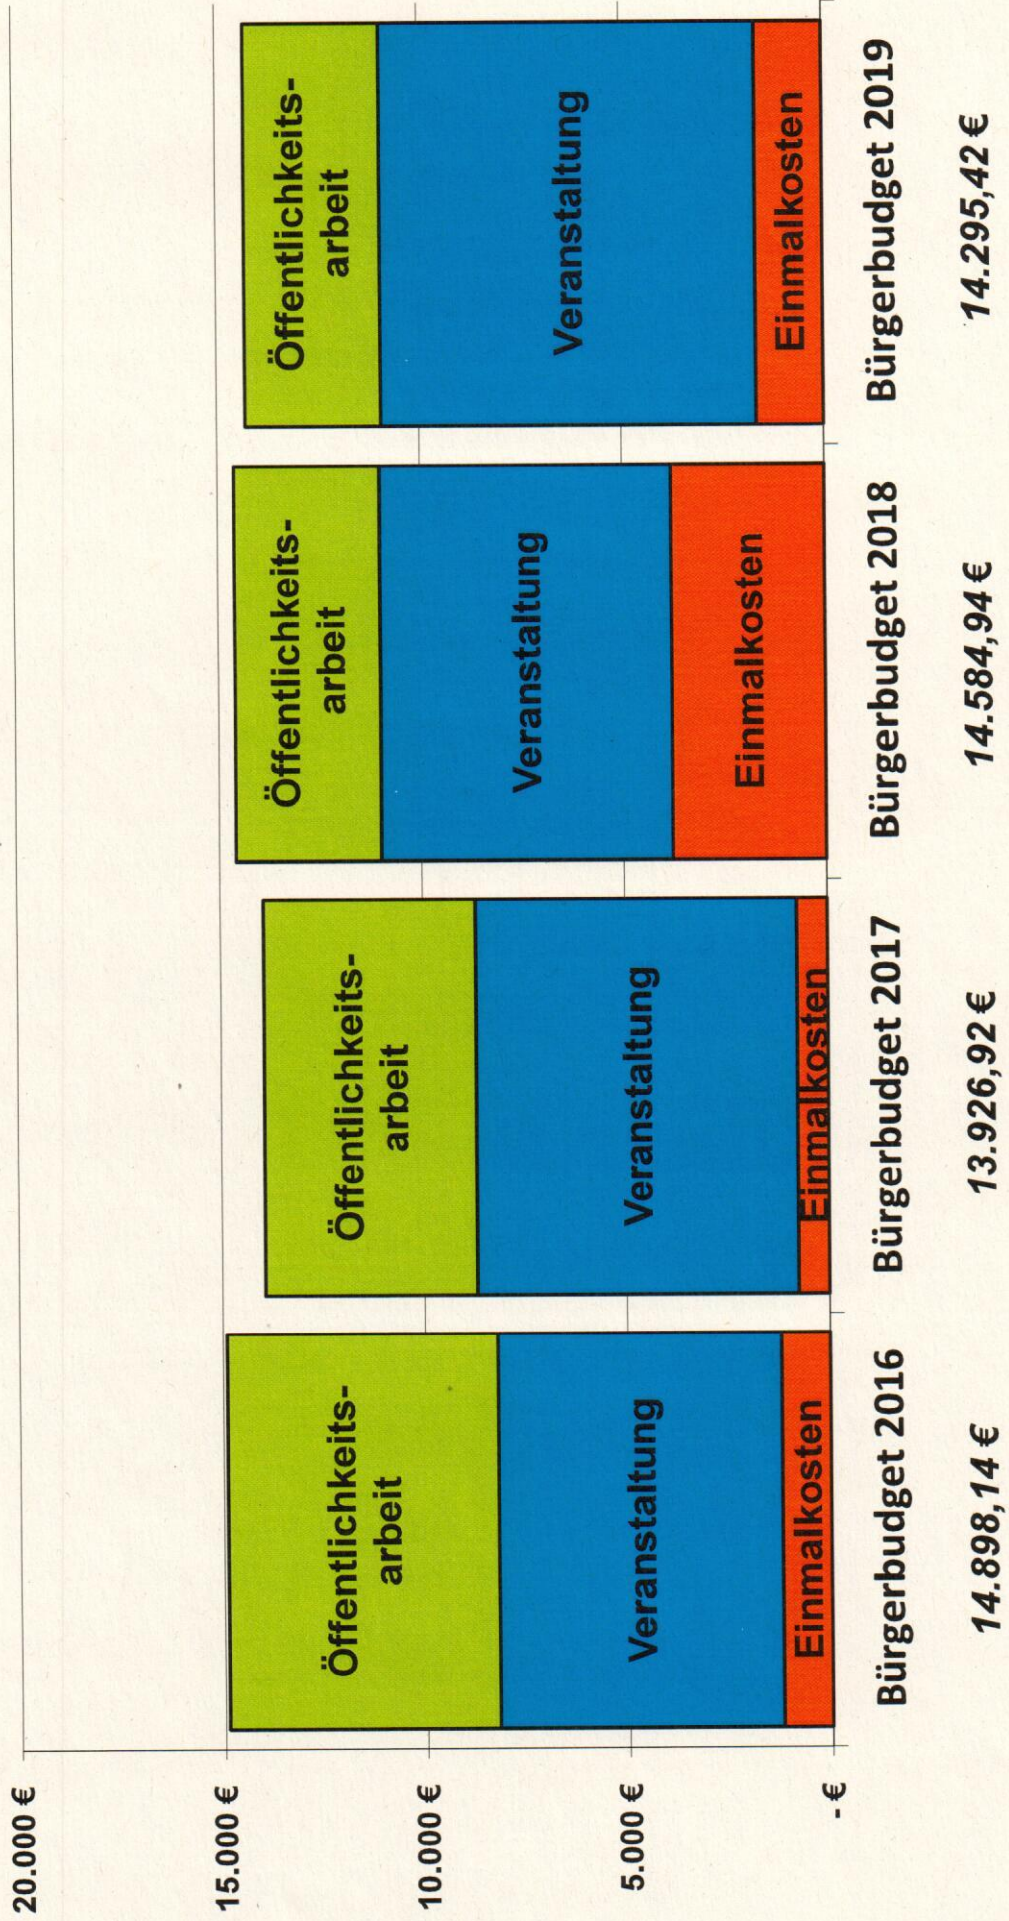 20.000 €
15.000 €
10.000 €
5.000 €
- €
Öffentlichkeits-
arbeit
Veranstaltung
Einmalkosten
Öffentlichkeits-
arbeit
Veranstaltung
Einmalkosten
Öffentlichkeits-
arbeit
Veranstaltung
Einmalkosten
Öffentlichkeits-
arbeit
Veranstaltung
Einmalkosten
Bürgerbudget 2016
Bürgerbudget 2017
Bürgerbudget 2018
Bürgerbudget 2019
14.898,14 €
13.926,92 €
14.584,94 €
14.295,42 €